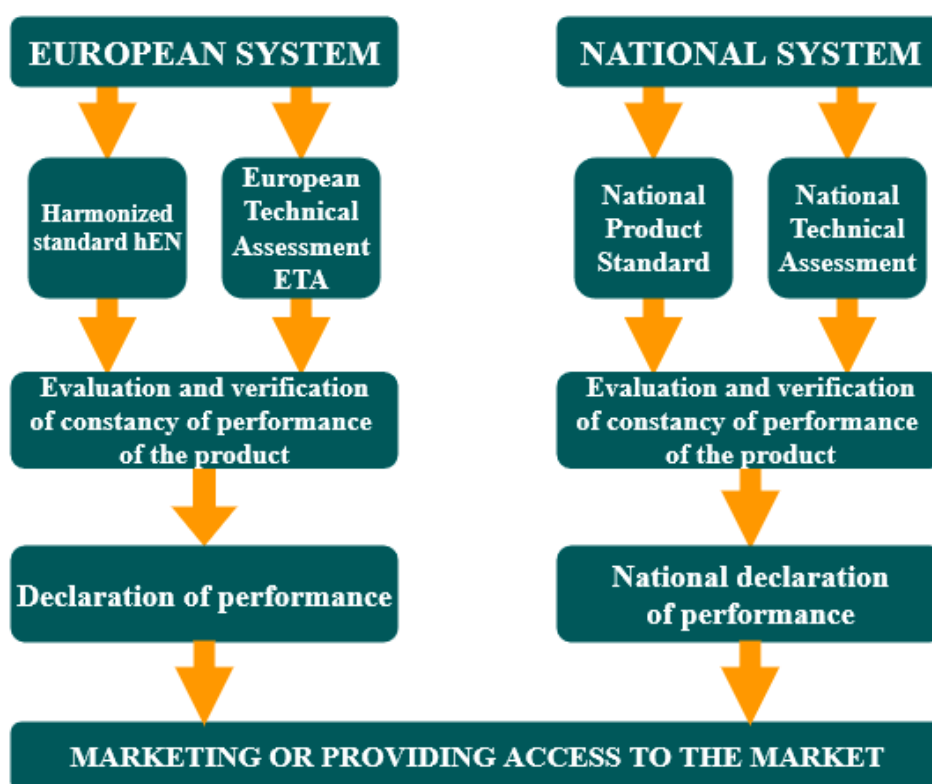 EUROPEAN SYSTEM
NATIONAL SYSTEM
Harmonized
standard hEN
European
Technical
Assessment
ETA
National
Product
Standard
National
Technical
Assessment
Evaluation and verification
of constancy of performance
of the product
Evaluation and verification
of constancy of performance
of the product
Declaration of performance
National declaration
of performance
MARKETING OR PROVIDING ACCESS TO THE MARKET